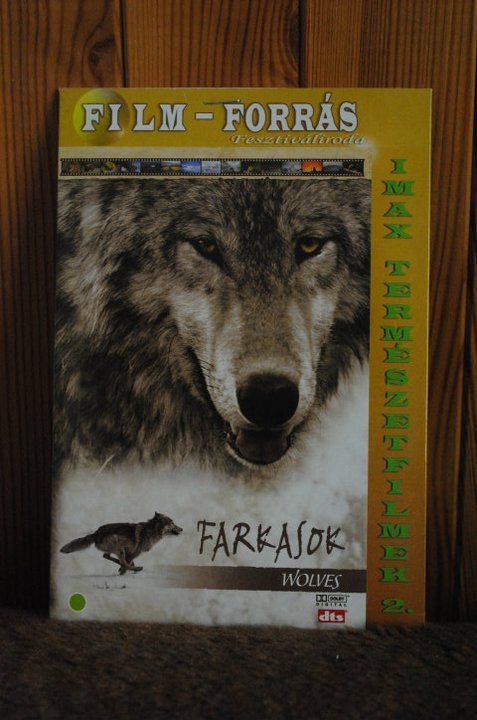 FILM - FORRÁS
Fesztiváliroda
IMAX TERMÉSZETFILMEK 2.
FARKASOK
WOLVES
DOLBY
DIGITAL
dts